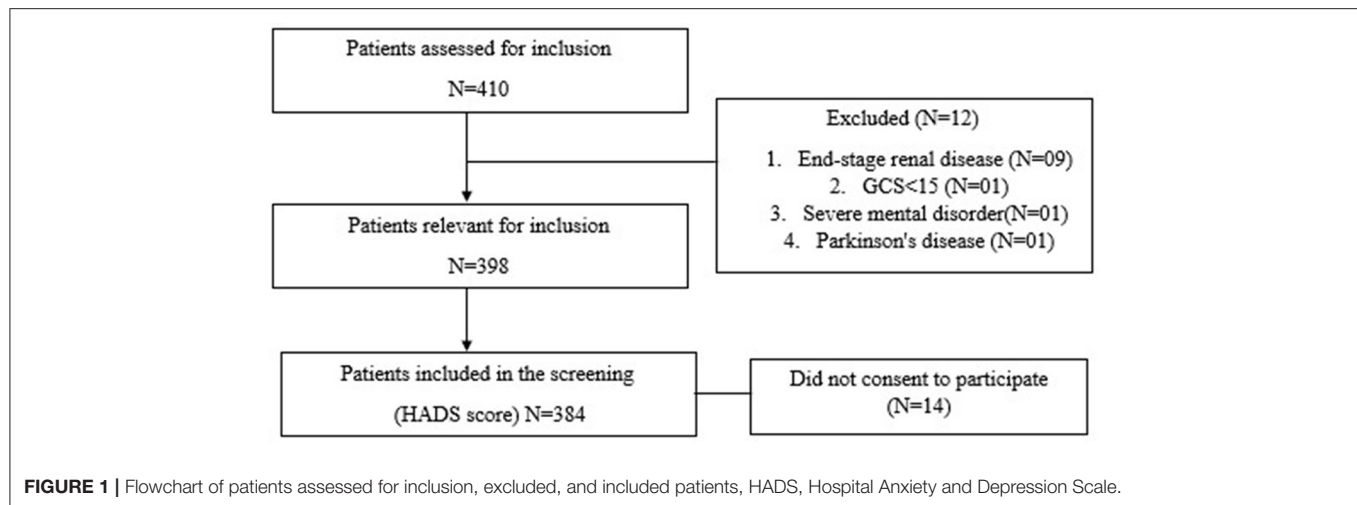 Patients assessed for inclusion
N=410
Excluded (N=12)
1. End-stage renal disease (N=09)
2. GCS<15 (N=01)
3. Severe mental disorder(N=01)
4. Parkinson's disease (N=01)
Patients relevant for inclusion
N=398
Patients included in the screening
(HADS score) N=384
Did not consent to participate
(N=14)
FIGURE 1 | Flowchart of patients assessed for inclusion, excluded, and included patients, HADS, Hospital Anxiety and Depression Scale.